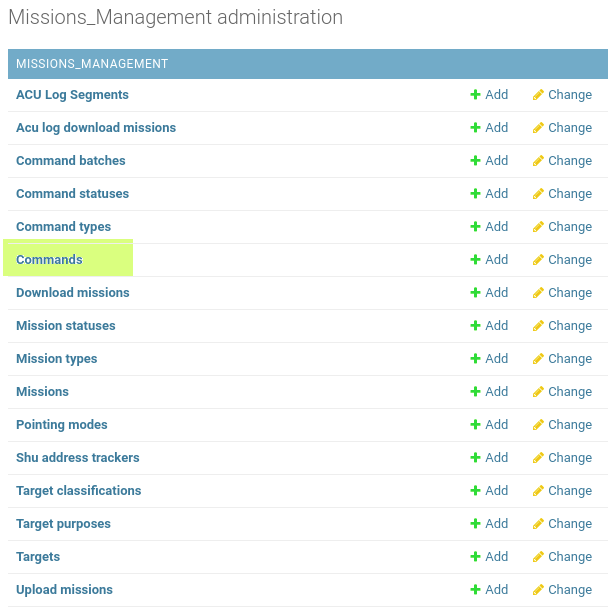 Missions_Management administration
MISSIONS_MANAGEMENT
ACU Log Segments Add Change
Acu log download missions Add Change
Command batches Add Change
Command statuses Add Change
Command types Add Change
Commands Add Change
Download missions Add Change
Mission statuses Add Change
Mission types Add Change
Missions Add Change
Pointing modes Add Change
Shu address trackers Add Change
Target classifications Add Change
Target purposes Add Change
Targets Add Change
Upload missions Add Change